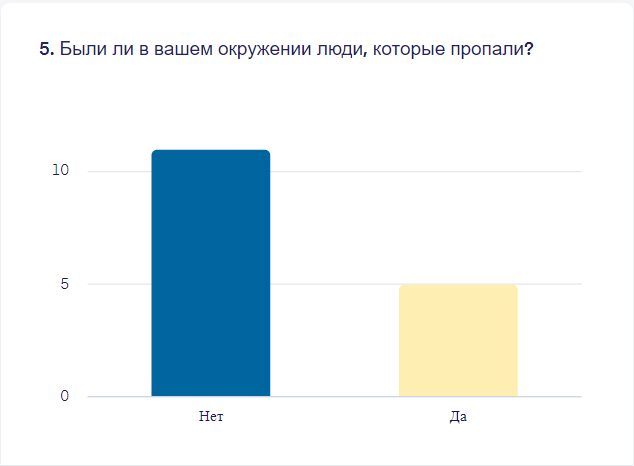 5. Были ли в вашем окружении люди, которые пропали?
10
5
0
Нет Да